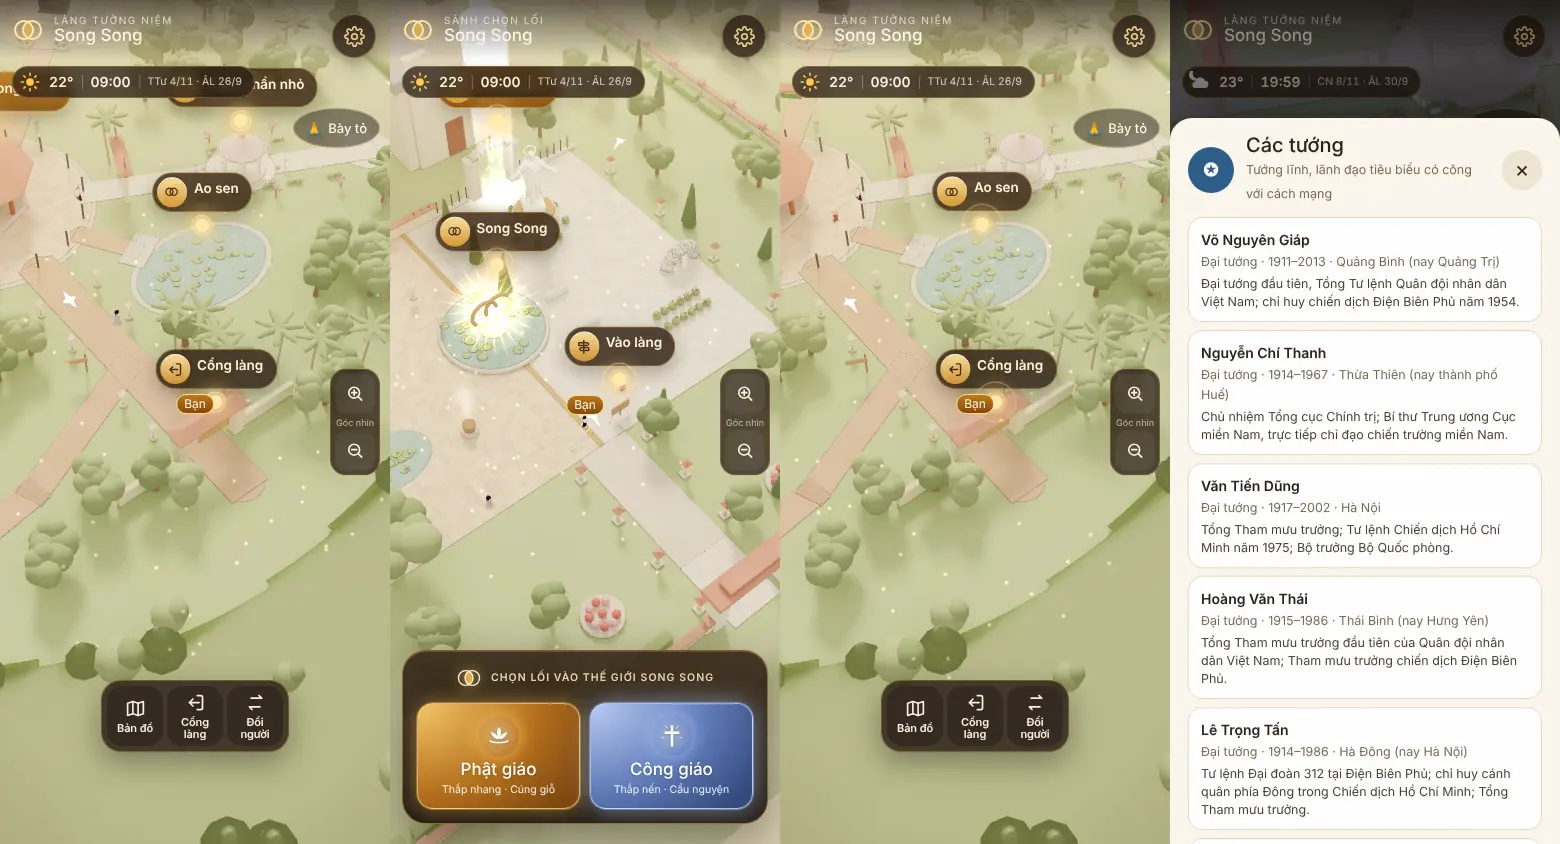 LÀNG TƯỞNG NIỆM
Song Song
22° 09:00 TTư 4/11 · ÂL 26/9
hần nhỏ
🙏 Bày tỏ
Ao sen
Cổng làng
Bạn
Góc nhìn
Bản đồ
Cổng làng
Đổi người
SẢNH CHỌN LỐI
Song Song
22° 09:00 TTư 4/11 · ÂL 26/9
Song Song
Vào làng
Bạn
Góc nhìn
CHỌN LỐI VÀO THẾ GIỚI SONG SONG
Phật giáo
Thắp nhang · Cúng giỗ
Công giáo
Thắp nến · Cầu nguyện
LÀNG TƯỞNG NIỆM
Song Song
22° 09:00 TTư 4/11 · ÂL 26/9
🙏 Bày tỏ
Ao sen
Cổng làng
Bạn
Góc nhìn
Bản đồ
Cổng làng
Đổi người
LÀNG TƯỞNG NIỆM
Song Song
23° 19:59 CN 8/11 · ÂL 30/9
Các tướng
Tướng lĩnh, lãnh đạo tiêu biểu có công
với cách mạng
Võ Nguyên Giáp
Đại tướng · 1911–2013 · Quảng Bình (nay Quảng Trị)
Đại tướng đầu tiên, Tổng Tư lệnh Quân đội nhân dân
Việt Nam; chỉ huy chiến dịch Điện Biên Phủ năm 1954.
Nguyễn Chí Thanh
Đại tướng · 1914–1967 · Thừa Thiên (nay thành phố
Huế)
Chủ nhiệm Tổng cục Chính trị; Bí thư Trung ương Cục
miền Nam, trực tiếp chỉ đạo chiến trường miền Nam.
Văn Tiến Dũng
Đại tướng · 1917–2002 · Hà Nội
Tổng Tham mưu trưởng; Tư lệnh Chiến dịch Hồ Chí
Minh năm 1975; Bộ trưởng Bộ Quốc phòng.
Hoàng Văn Thái
Đại tướng · 1915–1986 · Thái Bình (nay Hưng Yên)
Tổng Tham mưu trưởng đầu tiên của Quân đội nhân
dân Việt Nam; Tham mưu trưởng chiến dịch Điện Biên
Phủ.
Lê Trọng Tấn
Đại tướng · 1914–1986 · Hà Đông (nay Hà Nội)
Tư lệnh Đại đoàn 312 tại Điện Biên Phủ; chỉ huy cánh
quân phía Đông trong Chiến dịch Hồ Chí Minh; Tổng
Tham mưu trưởng.